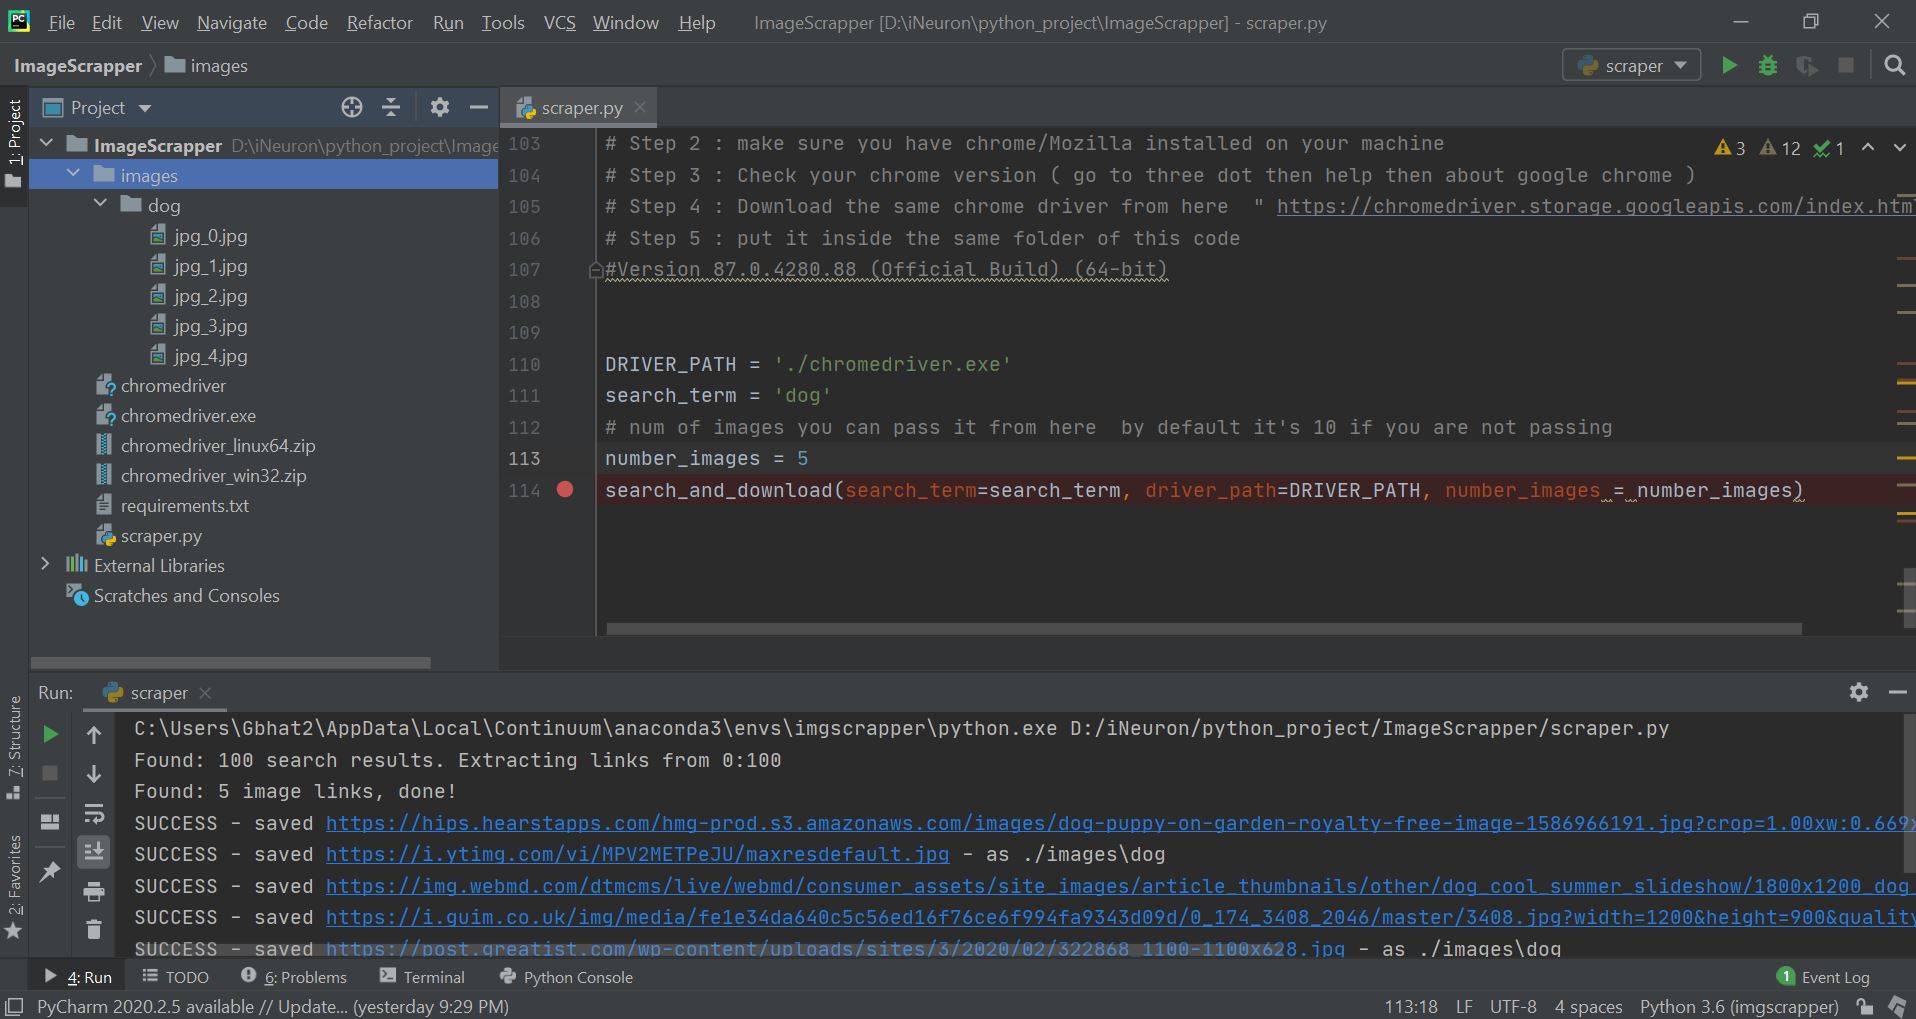 PC File Edit View Navigate Code Refactor Run Tools VCS Window Help ImageScrapper [D:\iNeuron\python_project\ImageScrapper] - scraper.py
ImageScrapper images scraper
1: Project
Project
ImageScrapper D:\iNeuron\python_project\Image
images
dog
jpg_0.jpg
jpg_1.jpg
jpg_2.jpg
jpg_3.jpg
jpg_4.jpg
chromedriver
chromedriver.exe
chromedriver_linux64.zip
chromedriver_win32.zip
requirements.txt
scraper.py
External Libraries
Scratches and Consoles
scraper.py
3 12 1
103 # Step 2 : make sure you have chrome/Mozilla installed on your machine
104 # Step 3 : Check your chrome version ( go to three dot then help then about google chrome )
105 # Step 4 : Download the same chrome driver from here  " https://chromedriver.storage.googleapis.com/index.html
106 # Step 5 : put it inside the same folder of this code
107 #Version 87.0.4280.88 (Official Build) (64-bit)
108
109
110 DRIVER_PATH = './chromedriver.exe'
111 search_term = 'dog'
112 # num of images you can pass it from here  by default it's 10 if you are not passing
113 number_images = 5
114 search_and_download(search_term=search_term, driver_path=DRIVER_PATH, number_images = number_images)
Run: scraper
7: Structure
2: Favorites
C:\Users\Gbhat2\AppData\Local\Continuum\anaconda3\envs\imgscrapper\python.exe D:/iNeuron/python_project/ImageScrapper/scraper.py
Found: 100 search results. Extracting links from 0:100
Found: 5 image links, done!
SUCCESS - saved https://hips.hearstapps.com/hmg-prod.s3.amazonaws.com/images/dog-puppy-on-garden-royalty-free-image-1586966191.jpg?crop=1.00xw:0.669x
SUCCESS - saved https://i.ytimg.com/vi/MPV2METPeJU/maxresdefault.jpg - as ./images\dog
SUCCESS - saved https://img.webmd.com/dtmcms/live/webmd/consumer_assets/site_images/article_thumbnails/other/dog_cool_summer_slideshow/1800x1200_dog_
SUCCESS - saved https://i.guim.co.uk/img/media/fe1e34da640c5c56ed16f76ce6f994fa9343d09d/0_174_3408_2046/master/3408.jpg?width=1200&height=900&quality
SUCCESS - saved https://post.greatist.com/wp-content/uploads/sites/3/2020/02/322868_1100-1100x628.jpg - as ./images\dog
4: Run TODO 6: Problems Terminal Python Console 1 Event Log
PyCharm 2020.2.5 available // Update... (yesterday 9:29 PM) 113:18 LF UTF-8 4 spaces Python 3.6 (imgscrapper)